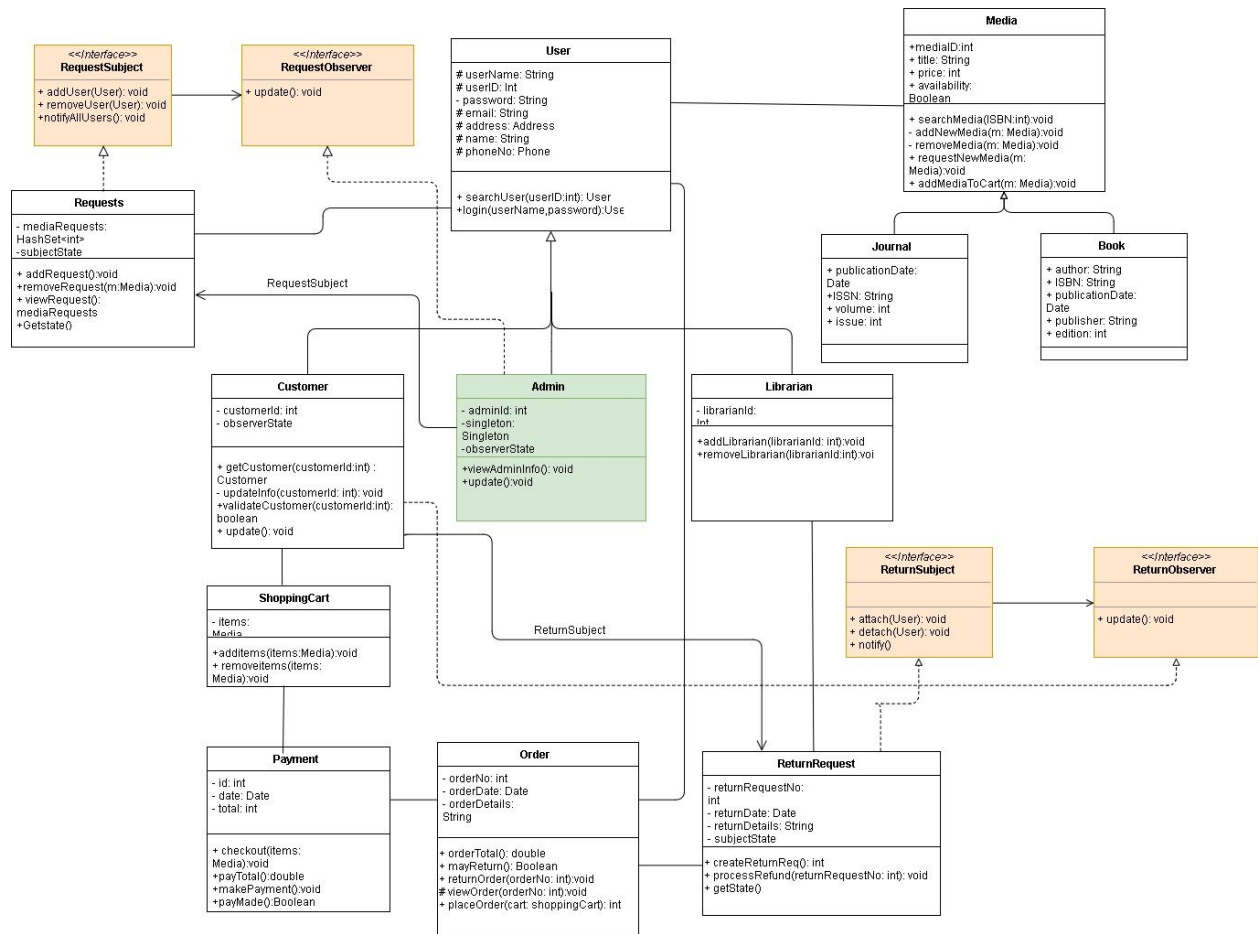 <<Interface>>
RequestSubject
+ addUser(User): void
+ removeUser(User): void
+notifyAllUsers(): void
<<Interface>>
RequestObserver
+ update(): void
User
# userName: String
# userID: Int
- password: String
# email: String
# address: Address
# name: String
# phoneNo: Phone
+ searchUser(userID:int): User
+login(userName,password):Use
Media
+mediaID:int
+ title: String
+ price: int
+ availability:
Boolean
+ searchMedia(ISBN:int):void
- addNewMedia(m: Media):void
- removeMedia(m: Media):void
+ requestNewMedia(m:
Media):void
+ addMediaToCart(m: Media):void
Requests
- mediaRequests:
HashSet<int>
-subjectState
+ addRequest():void
+removeRequest(m:Media):void
+ viewRequest():
mediaRequests
+Getstate()
RequestSubject
Journal
+ publicationDate:
Date
+ISSN: String
+ volume: int
+ issue: int
Book
+ author: String
+ ISBN: String
+ publicationDate:
Date
+ publisher: String
+ edition: int
Customer
- customerId: int
- observerState
+ getCustomer(customerId:int) :
Customer
- updateInfo(customerId: int): void
+validateCustomer(customerId:int):
boolean
+ update(): void
Admin
- adminId: int
-singleton:
Singleton
-observerState
+viewAdminInfo(): void
+update():void
Librarian
- librarianId:
Int
+addLibrarian(librarianId: int):void
+removeLibrarian(librarianId:int):voi
ShoppingCart
- items:
Media
+additems(items:Media):void
+ removeitems(items:
Media):void
ReturnSubject
<<Interface>>
ReturnSubject
+ attach(User): void
+ detach(User): void
+ notify()
<<Interface>>
ReturnObserver
+ update(): void
Payment
- id: int
- date: Date
- total: int
+ checkout(items:
Media):void
+payTotal():double
+makePayment():void
+payMade():Boolean
Order
- orderNo: int
- orderDate: Date
- orderDetails:
String
+ orderTotal(): double
+ mayReturn(): Boolean
+ returnOrder(orderNo: int):void
# viewOrder(orderNo: int):void
+ placeOrder(cart: shoppingCart): int
ReturnRequest
- returnRequestNo:
int
- returnDate: Date
- returnDetails: String
- subjectState
+ createReturnReq(): int
+ processRefund(returnRequestNo: int): void
+ getState()